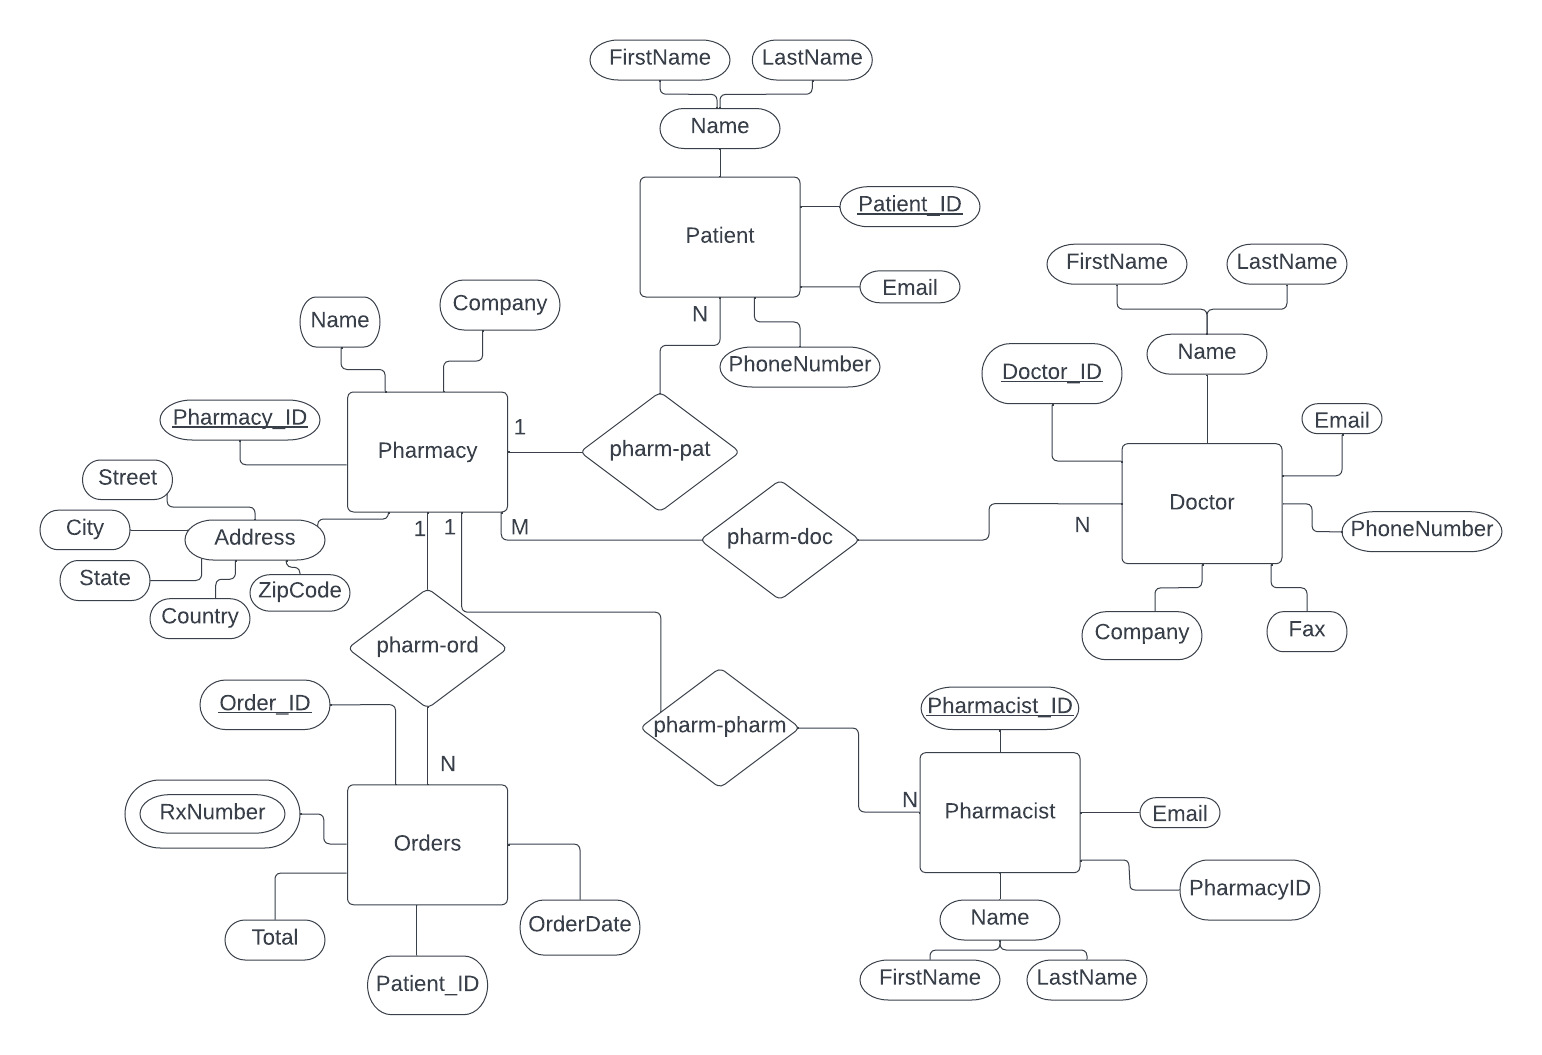 FirstName
LastName
Name
Patient_ID
Patient
Email
N
PhoneNumber
FirstName
LastName
Name
Doctor_ID
Email
Doctor
N
PhoneNumber
Company
Fax
Name
Company
Pharmacy_ID
Pharmacy
1
pharm-pat
Street
City
Address
State
Country
ZipCode
1
1
M
pharm-doc
pharm-ord
pharm-pharm
Order_ID
N
RxNumber
Orders
Total
OrderDate
Patient_ID
Pharmacist_ID
N
Pharmacist
Email
PharmacyID
Name
FirstName
LastName